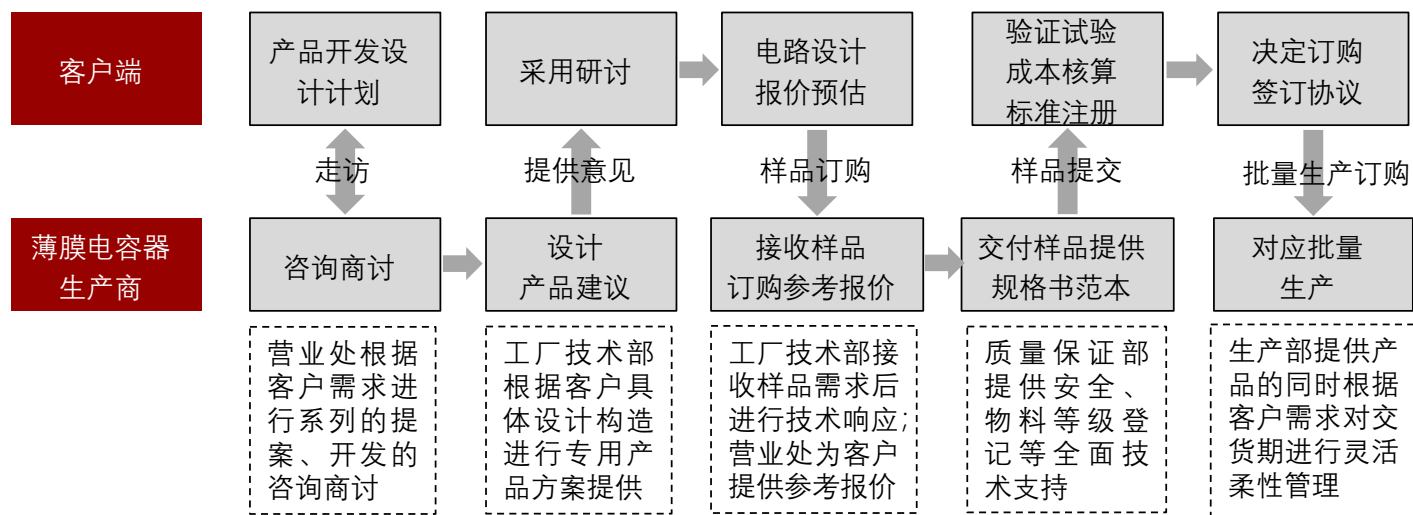 客户端
产品开发设
计计划
采用研讨
电路设计
报价预估
验证试验
成本核算
标准注册
决定订购
签订协议
走访
提供意见
样品订购
样品提交
批量生产订购
薄膜电容器
生产商
咨询商讨
设计
产品建议
接收样品
订购参考报价
交付样品提供
规格书范本
对应批量
生产
营业处根据
客户需求进
行系列的提
案、开发的
咨询商讨
工厂技术部
根据客户具
体设计构造
进行专用产
品方案提供
工厂技术部接
收样品需求后
进行技术响应；
营业处为客户
提供参考报价
质量保证部
提供安全、
物料等级登
记等全面技
术支持
生产部提供产
品的同时根据
客户需求对交
货期进行灵活
柔性管理